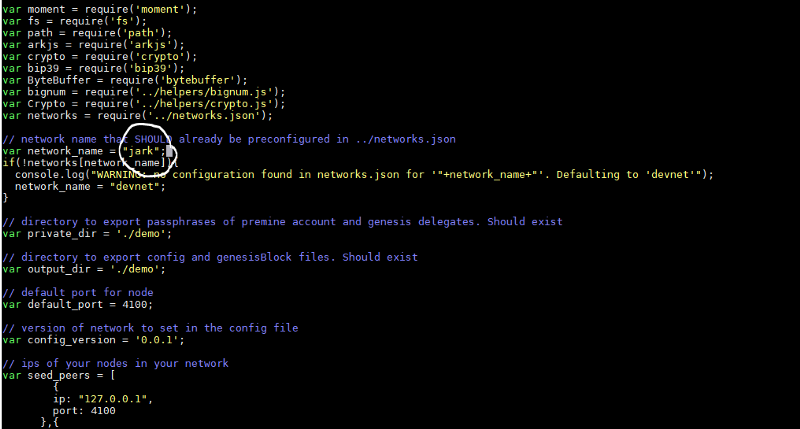 var moment = require('moment');
var fs = require('fs');
var path = require('path');
var arkjs = require('arkjs');
var crypto = require('crypto');
var bip39 = require('bip39');
var ByteBuffer = require('bytebuffer');
var bignum = require('../helpers/bignum.js');
var Crypto = require('../helpers/crypto.js');
var networks = require('../networks.json');

// network name that SHOULD already be preconfigured in ../networks.json
var network_name = "jark";
if(!networks[network_name]){
  console.log("WARNING: no configuration found in networks.json for '"+network_name+"'. Defaulting to 'devnet'");
  network_name = "devnet";
}

// directory to export passphrases of premine account and genesis delegates. Should exist
var private_dir = './demo';

// directory to export config and genesisBlock files. Should exist
var output_dir = './demo';

// default port for node
var default_port = 4100;

// version of network to set in the config file
var config_version = '0.0.1';

// ips of your nodes in your network
var seed_peers = [
        {
        ip: "127.0.0.1",
        port: 4100
      },{